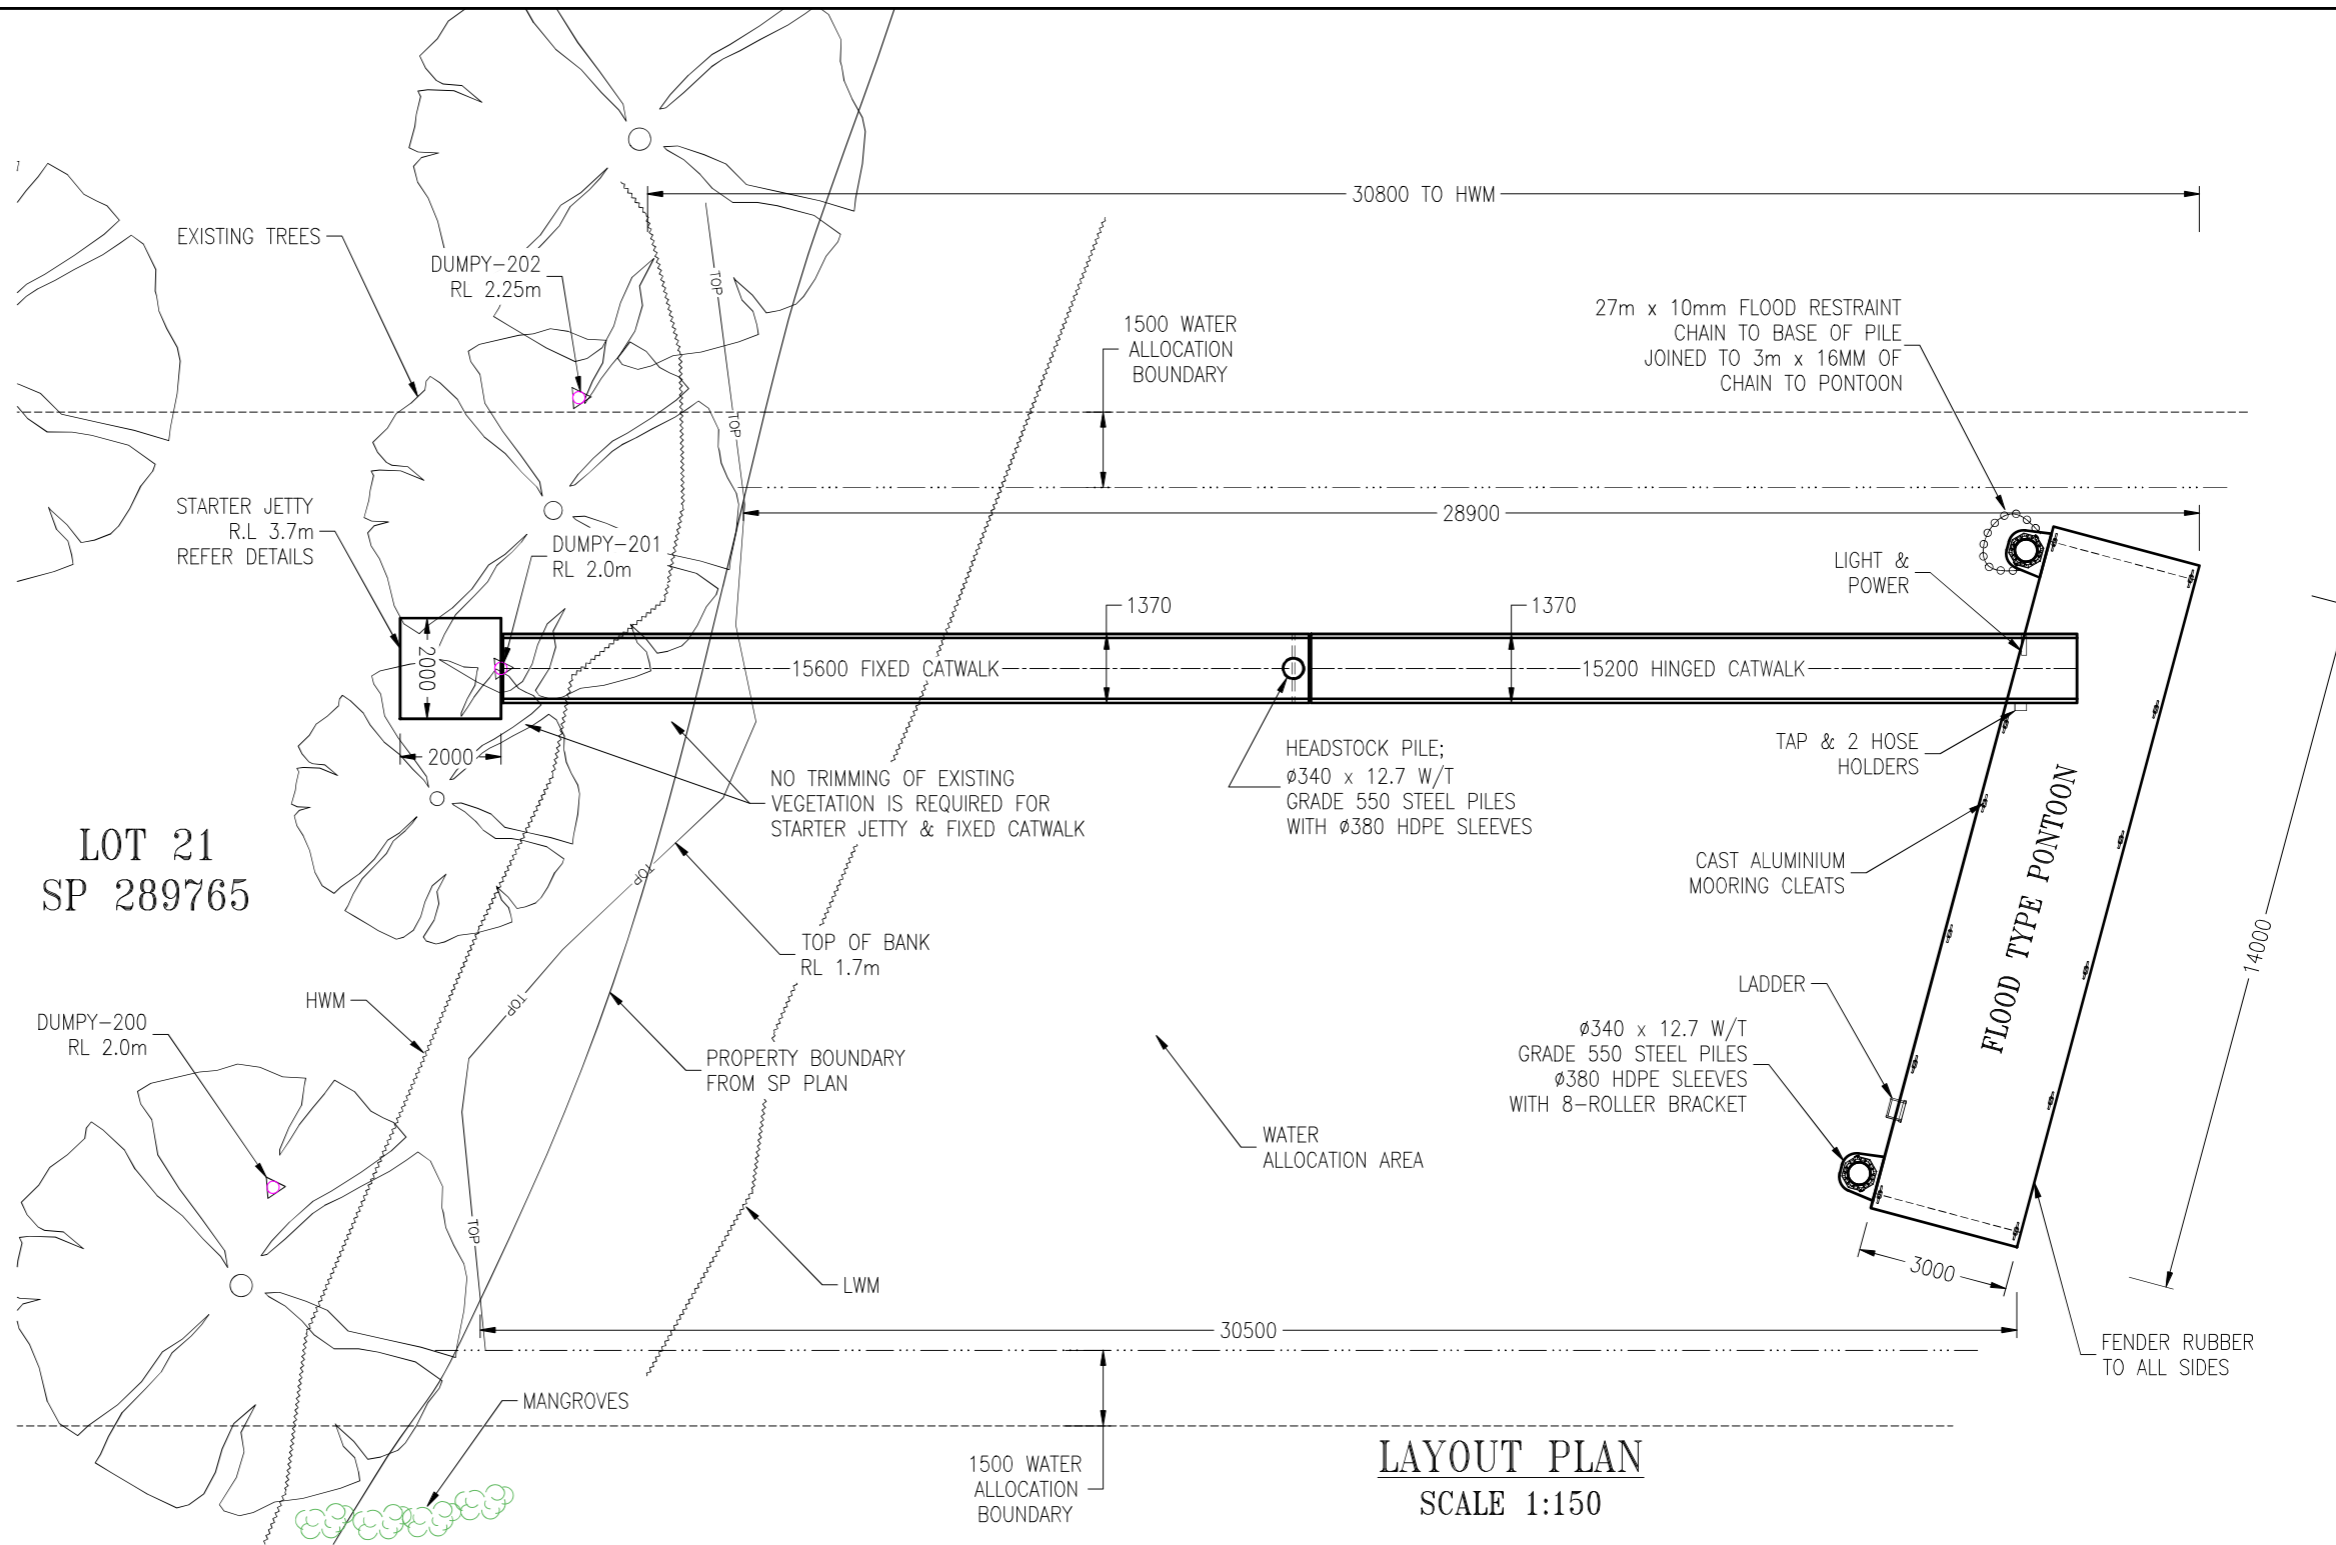 30800 TO HWM
EXISTING TREES
DUMPY-202
RL 2.25m
TOP
27m x 10mm FLOOD RESTRAINT
CHAIN TO BASE OF PILE
JOINED TO 3m x 16MM OF
CHAIN TO PONTOON
1500 WATER
ALLOCATION
BOUNDARY
TOP
STARTER JETTY
R.L 3.7m
REFER DETAILS
28900
DUMPY-201
RL 2.0m
LIGHT &
POWER
1370
1370
2000
15600 FIXED CATWALK
15200 HINGED CATWALK
2000
NO TRIMMING OF EXISTING
VEGETATION IS REQUIRED FOR
STARTER JETTY & FIXED CATWALK
HEADSTOCK PILE;
Ø340 x 12.7 W/T
GRADE 550 STEEL PILES
WITH Ø380 HDPE SLEEVES
TAP & 2 HOSE
HOLDERS
LOT 21
SP 289765
TOP
CAST ALUMINIUM
MOORING CLEATS
FLOOD TYPE PONTOON
14000
TOP OF BANK
RL 1.7m
HWM
TOP
LADDER
DUMPY-200
RL 2.0m
PROPERTY BOUNDARY
FROM SP PLAN
Ø340 x 12.7 W/T
GRADE 550 STEEL PILES
Ø380 HDPE SLEEVES
WITH 8-ROLLER BRACKET
WATER
ALLOCATION AREA
TOP
LWM
3000
30500
FENDER RUBBER
TO ALL SIDES
MANGROVES
1500 WATER
ALLOCATION
BOUNDARY
LAYOUT PLAN
SCALE 1:150